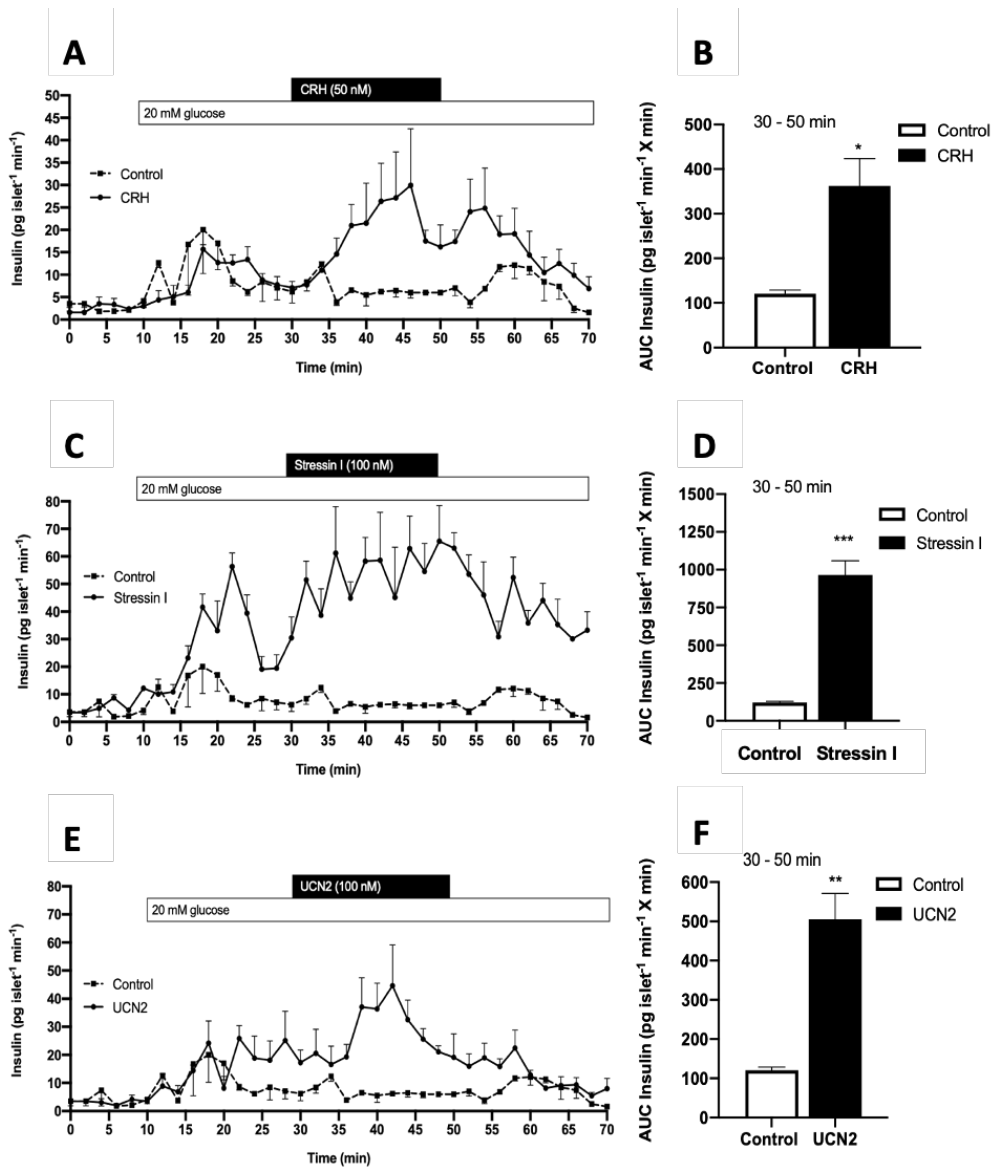 A
CRH (50 nM)
20 mM glucose
Control
CRH
Insulin (pg islet⁻¹ min⁻¹)
50
45
40
35
30
25
20
15
10
5
0
0 5 10 15 20 25 30 35 40 45 50 55 60 65 70
Time (min)
B
30 - 50 min
Control
CRH
*
AUC Insulin (pg islet⁻¹ min⁻¹ X min)
500
400
300
200
100
0
Control CRH
C
Stressin I (100 nM)
20 mM glucose
Control
Stressin I
Insulin (pg islet⁻¹ min⁻¹)
80
70
60
50
40
30
20
10
0
0 5 10 15 20 25 30 35 40 45 50 55 60 65 70
Time (min)
D
30 - 50 min
Control
Stressin I
***
AUC Insulin (pg islet⁻¹ min⁻¹ X min)
1500
1250
1000
750
500
250
0
Control Stressin I
E
UCN2 (100 nM)
20 mM glucose
Control
UCN2
Insulin (pg islet⁻¹ min⁻¹)
80
70
60
50
40
30
20
10
0
0 5 10 15 20 25 30 35 40 45 50 55 60 65 70
Time (min)
F
30 - 50 min
Control
UCN2
**
AUC Insulin (pg islet⁻¹ min⁻¹ X min)
600
500
400
300
200
100
0
Control UCN2